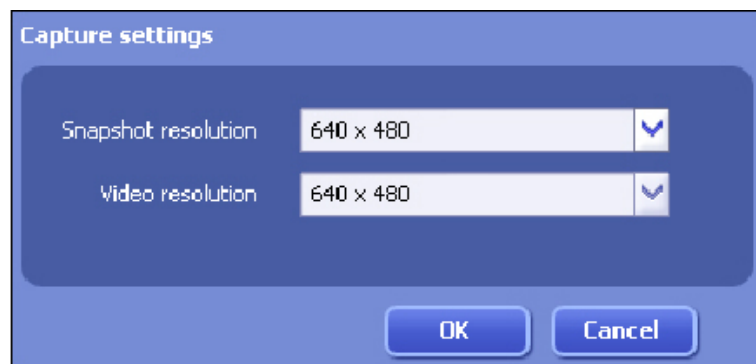 Capture settings
Snapshot resolution 640 x 480
Video resolution 640 x 480
OK Cancel